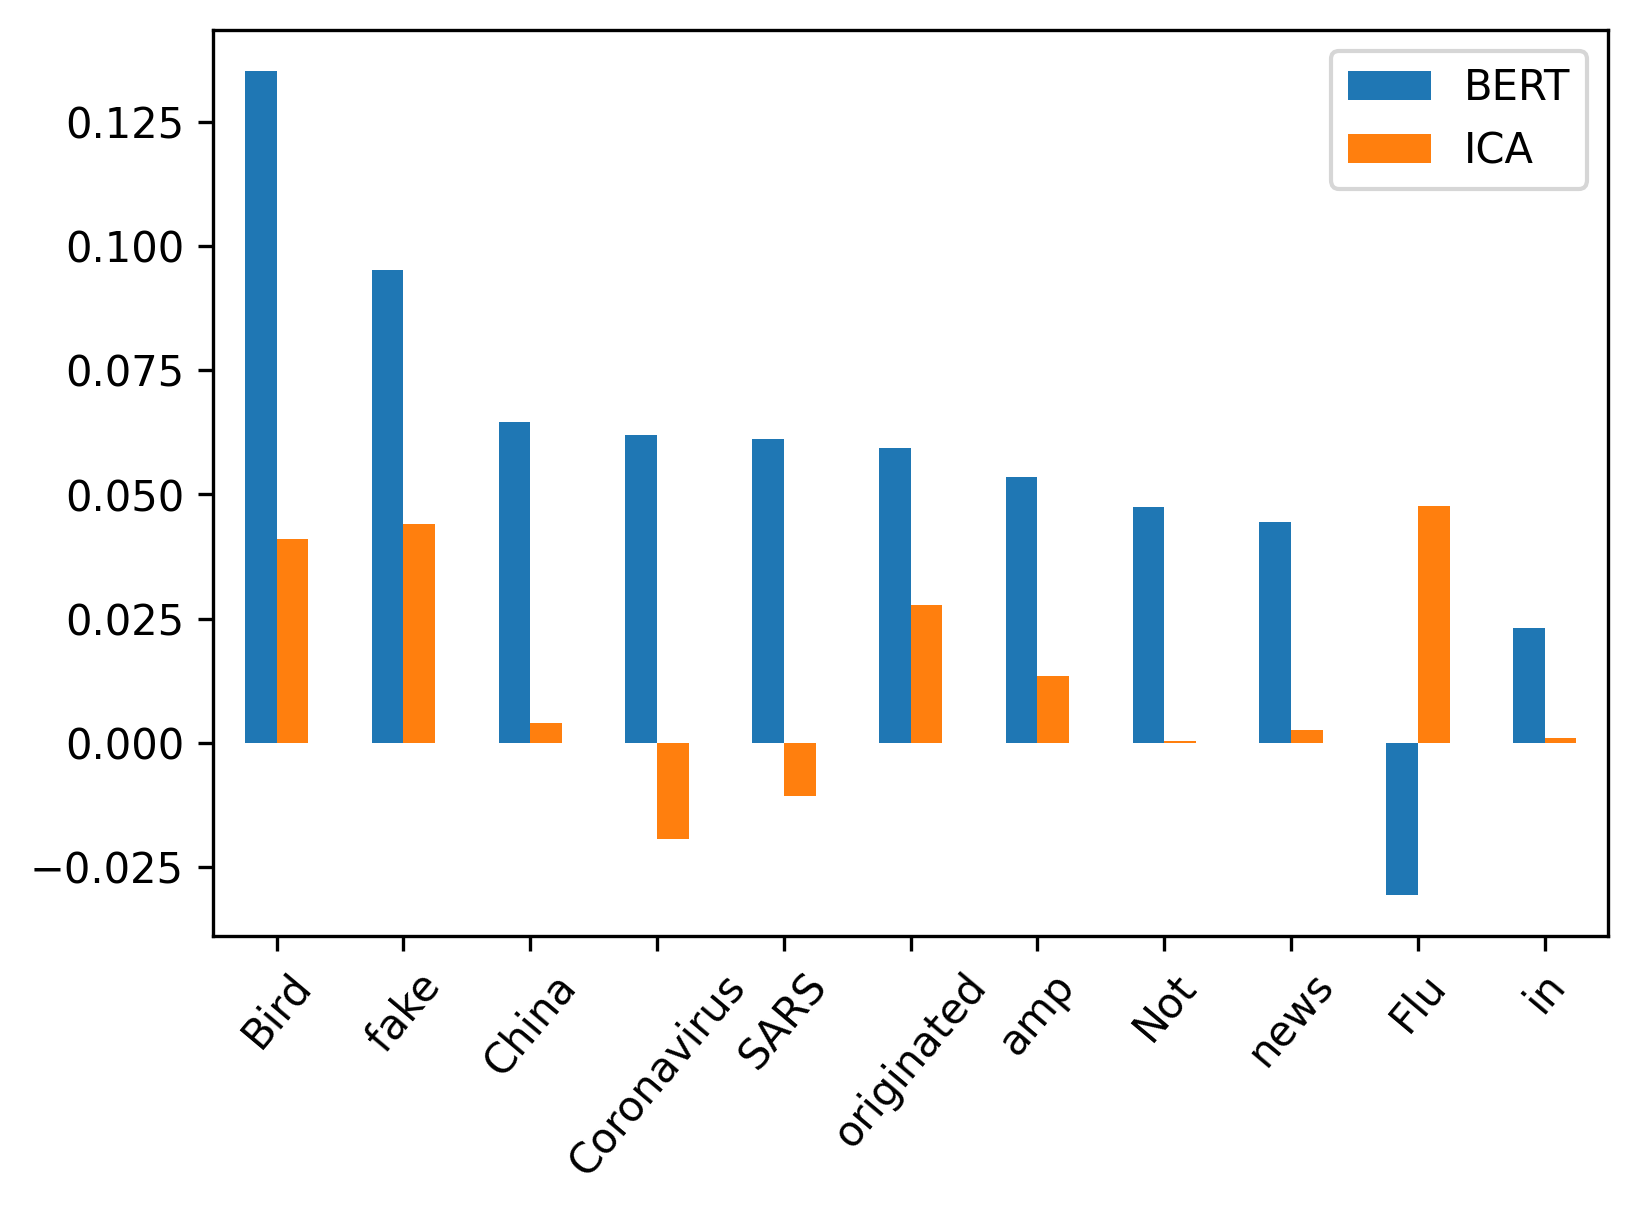 BERT
ICA
0.125
0.100
0.075
0.050
0.025
0.000
−0.025
Bird
fake
China
Coronavirus
SARS
originated
amp
Not
news
Flu
in